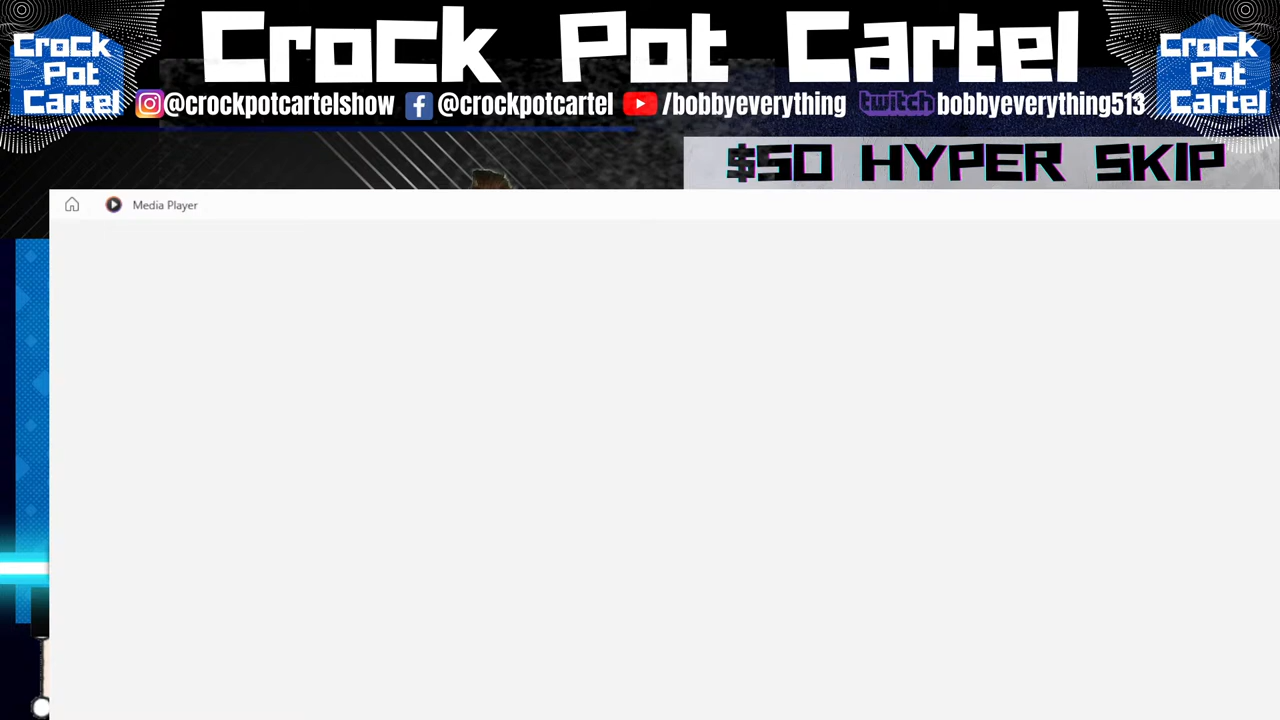 Crock Pot Cartel
Crock
Pot
Cartel
@crockpotcartelshow @crockpotcartel /bobbyeverything twitch bobbyeverything513
Crock
Pot
Cartel
$50 HYPER SKIP
Media Player